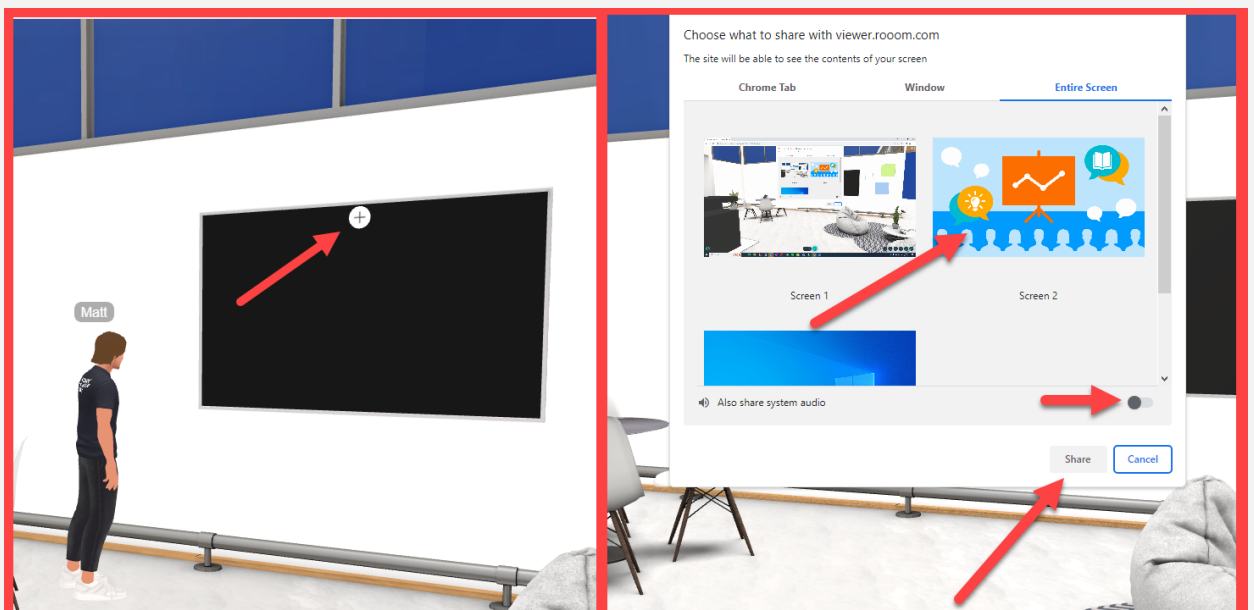 Matt
Choose what to share with viewer.rooom.com
The site will be able to see the contents of your screen
Chrome Tab
Window
Entire Screen
Screen 1
Screen 2
Also share system audio
Share
Cancel